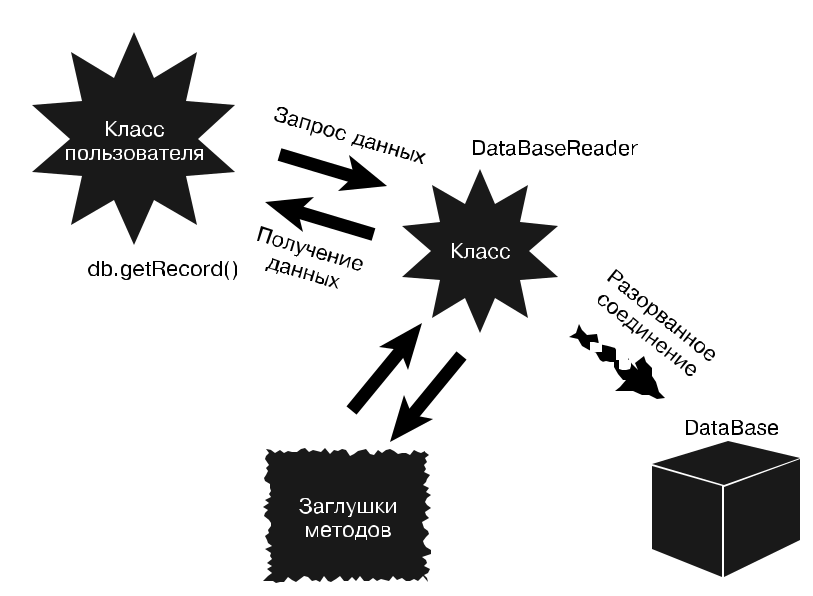 Класс
пользователя
db.getRecord()
Запрос данных
Получение
данных
DataBaseReader
Класс
Разорванное
соединение
DataBase
Заглушки
методов